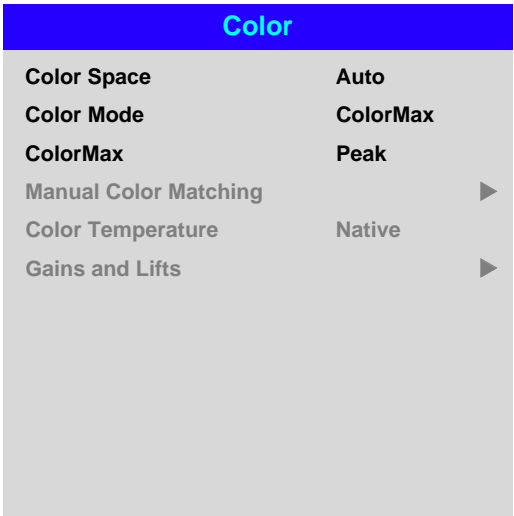 Color
Color Space Auto
Color Mode ColorMax
ColorMax Peak
Manual Color Matching
Color Temperature Native
Gains and Lifts